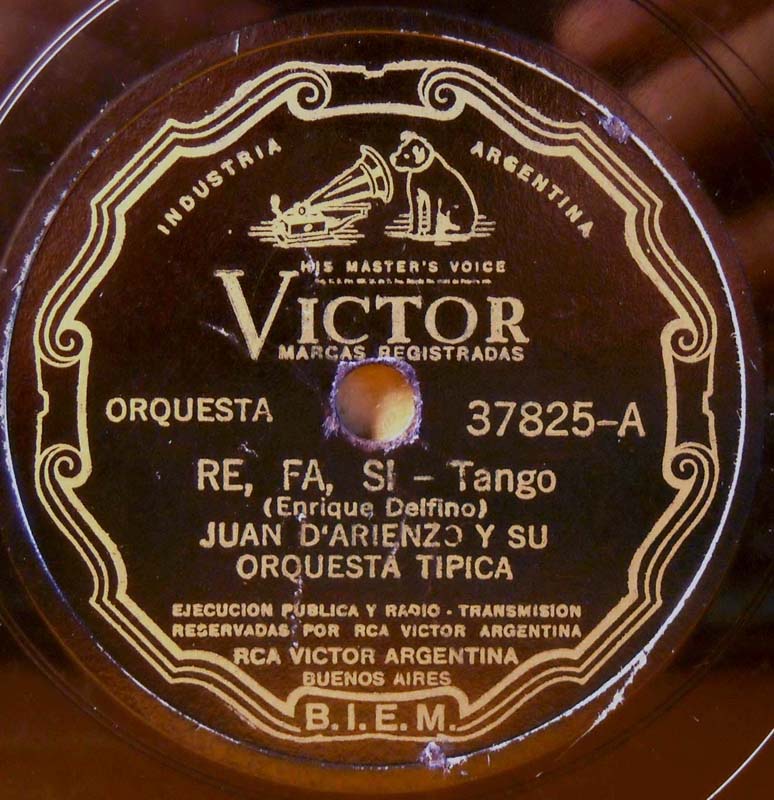 INDUSTRIA ARGENTINA
HIS MASTER'S VOICE
VICTOR
MARCAS REGISTRADAS
ORQUESTA 37825-A
RE, FA, SI - Tango
(Enrique Delfino)
JUAN D'ARIENZO Y SU
ORQUESTA TIPICA
EJECUCION PUBLICA Y RADIO - TRANSMISION
RESERVADAS POR RCA VICTOR ARGENTINA
RCA VICTOR ARGENTINA
BUENOS AIRES
B.I.E.M.